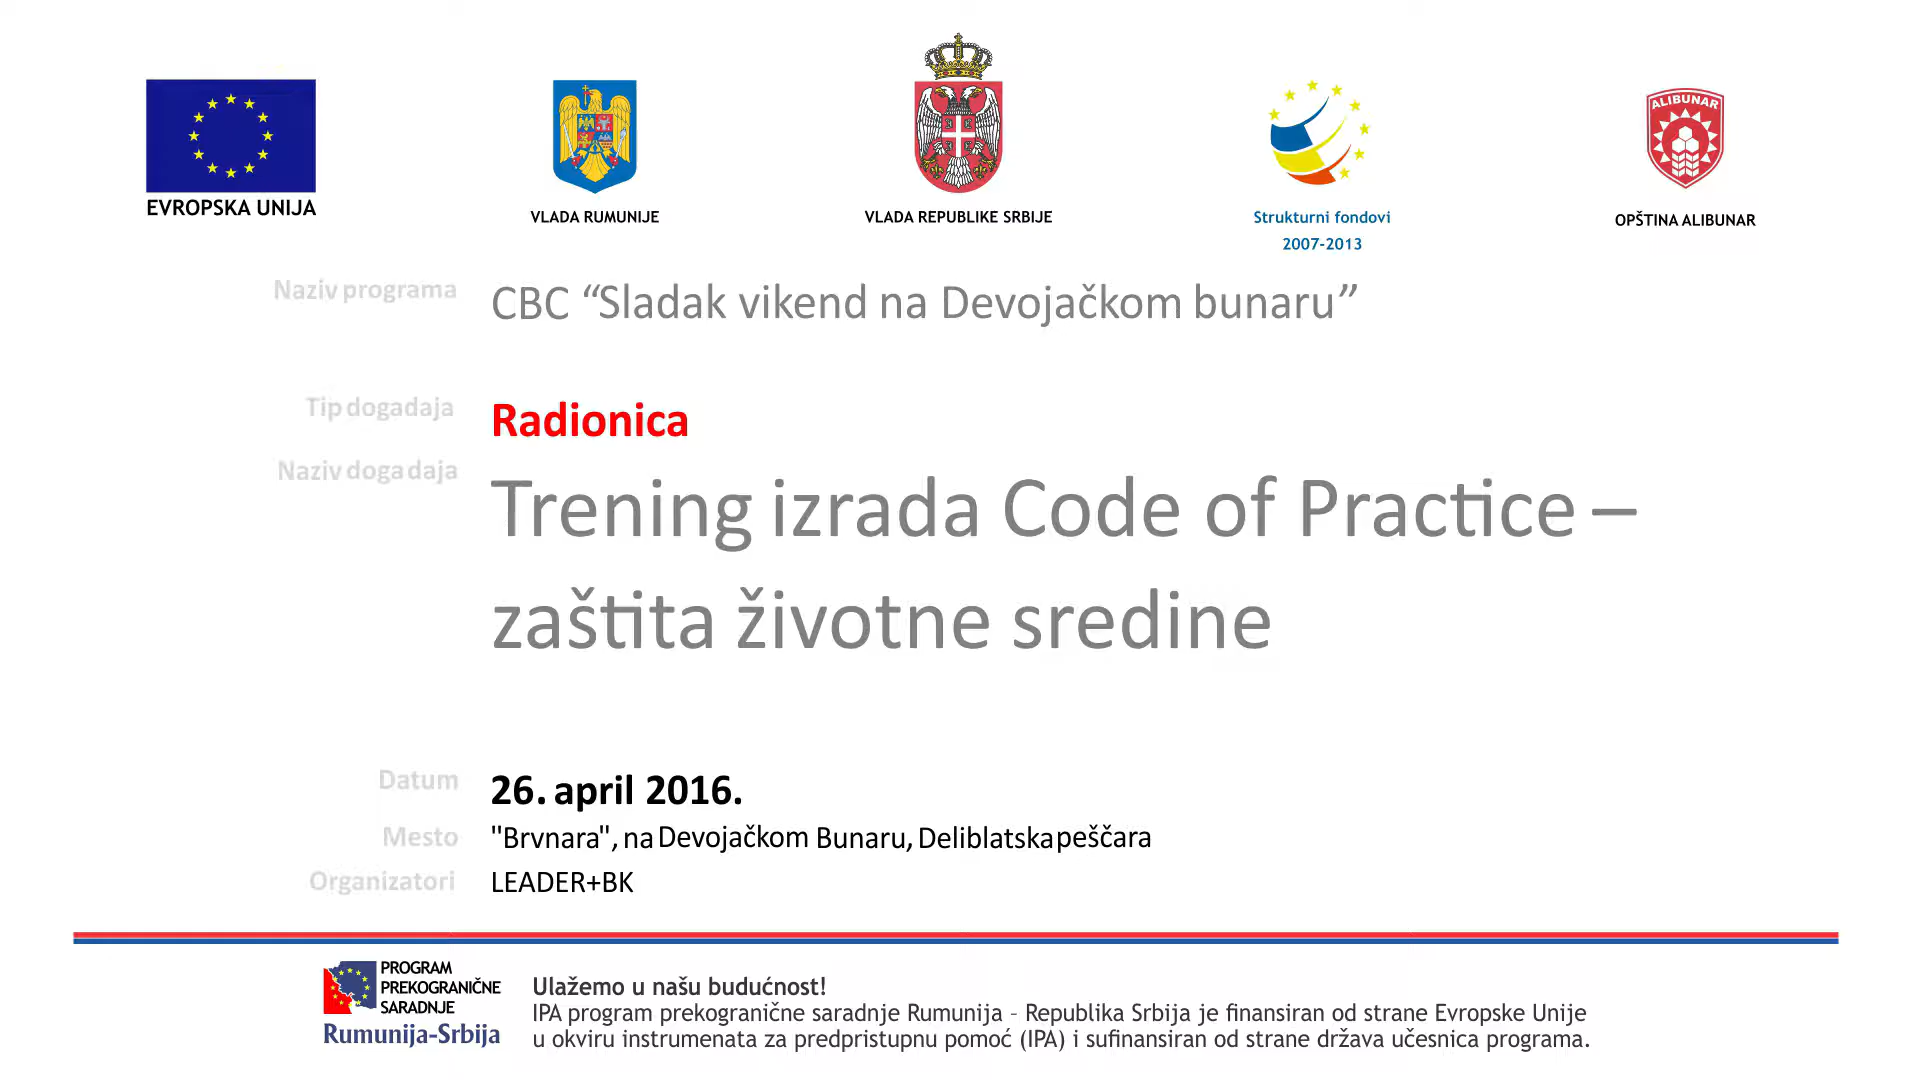 EVROPSKA UNIJA
VLADA RUMUNIJE
VLADA REPUBLIKE SRBIJE
Strukturni fondovi
2007-2013
ALIBUNAR
OPŠTINA ALIBUNAR
Naziv programa CBC “Sladak vikend na Devojačkom bunaru”
Tip dogadaja Radionica
Naziv dogadaja Trening izrada Code of Practice –
zaštita životne sredine
Datum 26. april 2016.
Mesto "Brvnara", na Devojačkom Bunaru, Deliblatska peščara
Organizatori LEADER+BK
PROGRAM
PREKOGRANIČNE
SARADNJE
Rumunija-Srbija
Ulažemo u našu budućnost!
IPA program prekogranične saradnje Rumunija - Republika Srbija je finansiran od strane Evropske Unije
u okviru instrumenata za predpristupnu pomoć (IPA) i sufinansiran od strane država učesnica programa.